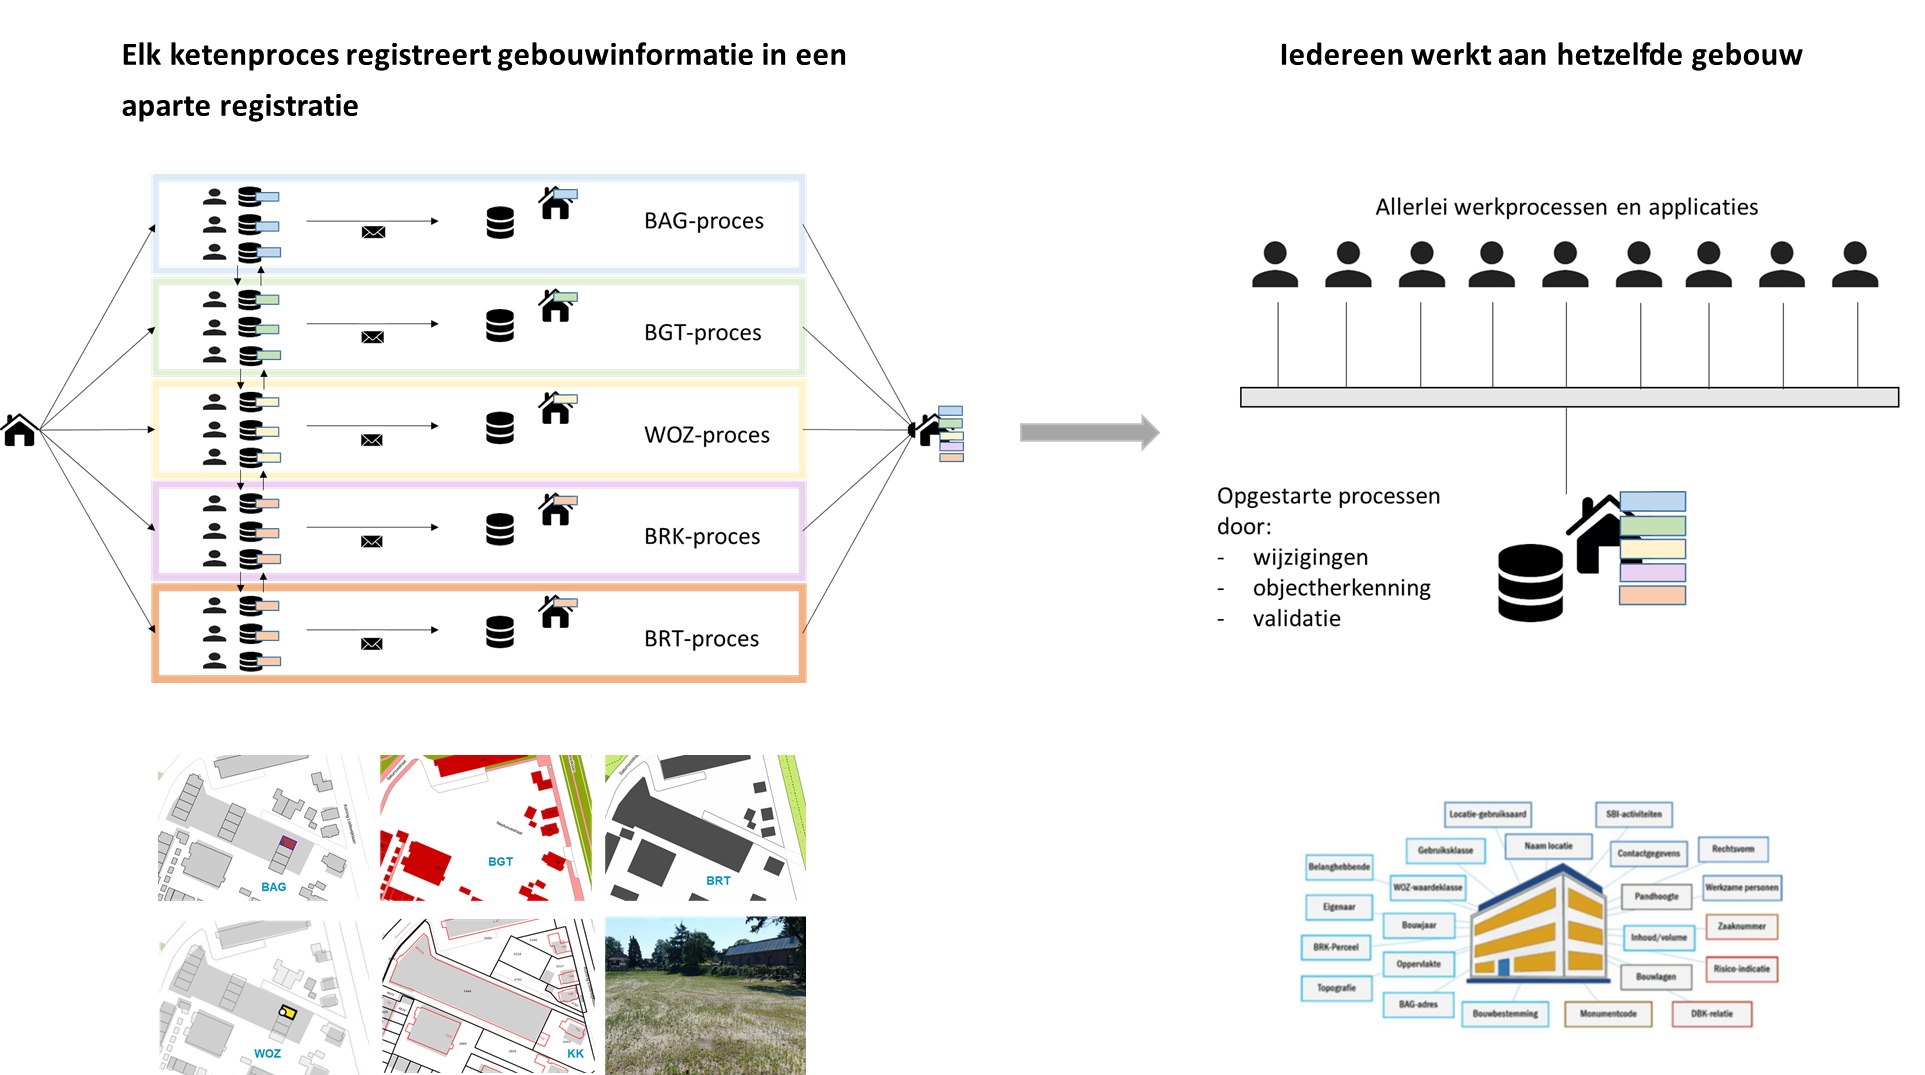 Elk ketenproces registreert gebouwinformatie in een
aparte registratie
Iedereen werkt aan hetzelfde gebouw
BAG-proces
BGT-proces
WOZ-proces
BRK-proces
BRT-proces
Allerlei werkprocessen en applicaties
Opgestarte processen
door:
- wijzigingen
- objectherkenning
- validatie
BAG
BGT
BRT
WOZ
KK
Locatie-gebruiksaard
SBI-activiteiten
Gebruiksklasse
Naam locatie
Contactgegevens
Rechtsvorm
Belanghebbende
WOZ-waardeklasse
Pandhoogte
Werkzame personen
Eigenaar
Bouwjaar
Zaaknummer
BRK-Perceel
Inhoud/volume
Oppervlakte
Risico-indicatie
Topografie
Bouwlagen
BAG-adres
Bouwbestemming
Monumentcode
DBK-relatie